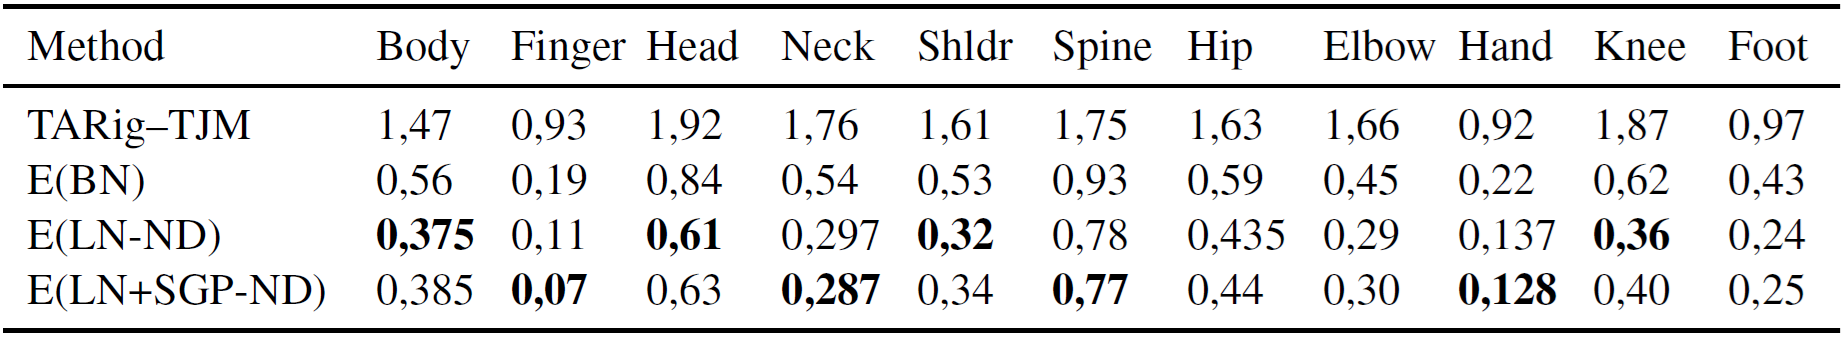 Method Body Finger Head Neck Shldr Spine Hip Elbow Hand Knee Foot
TARig–TJM 1,47 0,93 1,92 1,76 1,61 1,75 1,63 1,66 0,92 1,87 0,97
E(BN) 0,56 0,19 0,84 0,54 0,53 0,93 0,59 0,45 0,22 0,62 0,43
E(LN-ND) 0,375 0,11 0,61 0,297 0,32 0,78 0,435 0,29 0,137 0,36 0,24
E(LN+SGP-ND) 0,385 0,07 0,63 0,287 0,34 0,77 0,44 0,30 0,128 0,40 0,25